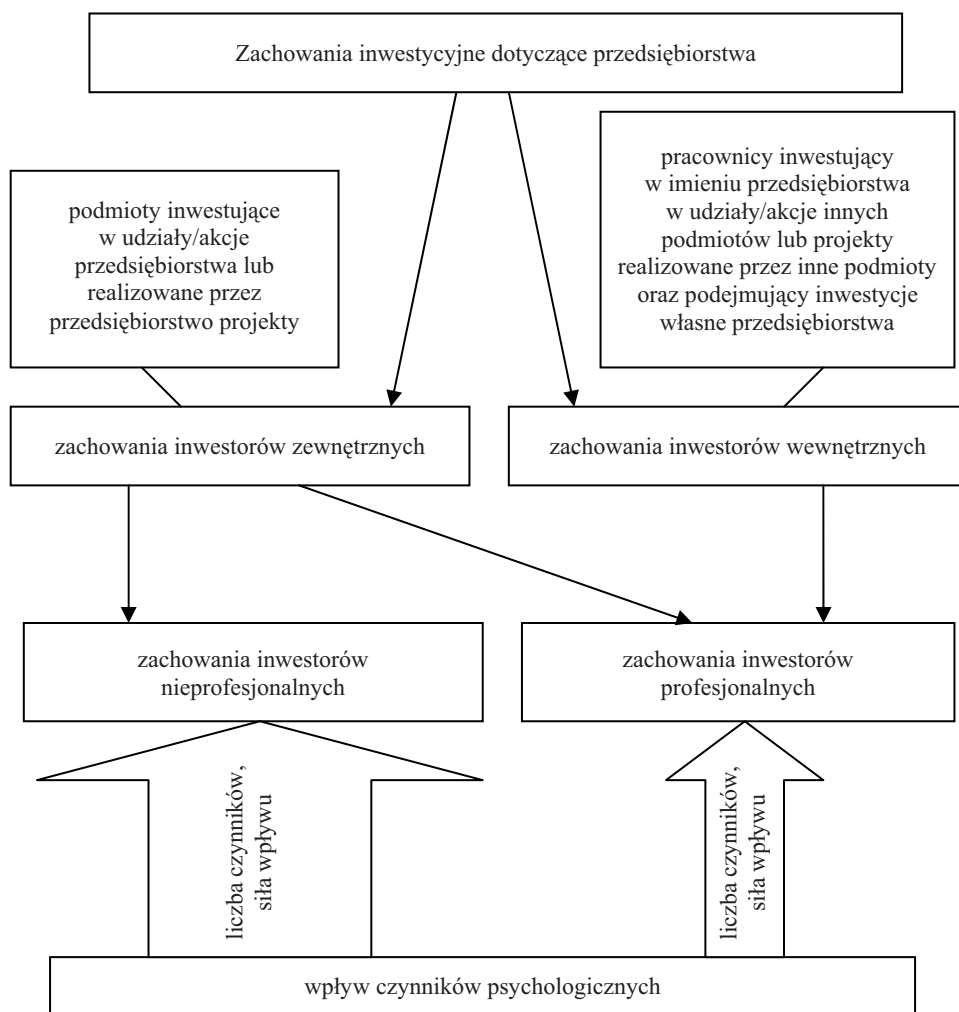 Zachowania inwestycyjne dotyczące przedsiębiorstwa
podmioty inwestujące
w udziały/akcje
przedsiębiorstwa lub
realizowane przez
przedsiębiorstwo projekty
pracownicy inwestujący
w imieniu przedsiębiorstwa
w udziały/akcje innych
podmiotów lub projekty
realizowane przez inne podmioty
oraz podejmujący inwestycje
własne przedsiębiorstwa
zachowania inwestorów zewnętrznych
zachowania inwestorów wewnętrznych
zachowania inwestorów
nieprofesjonalnych
zachowania inwestorów
profesjonalnych
liczba czynników,
siła wpływu
liczba czynników,
siła wpływu
wpływ czynników psychologicznych